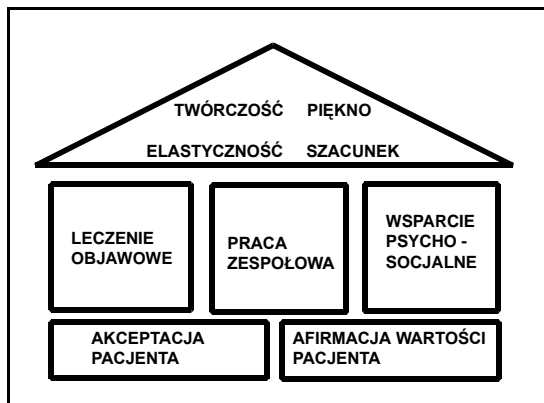 TWÓRCZOŚĆ PIĘKNO
ELASTYCZNOŚĆ SZACUNEK
LECZENIE
OBJAWOWE
PRACA
ZESPOŁOWA
WSPARCIE
PSYCHO -
SOCJALNE
AKCEPTACJA
PACJENTA
AFIRMACJA WARTOŚCI
PACJENTA